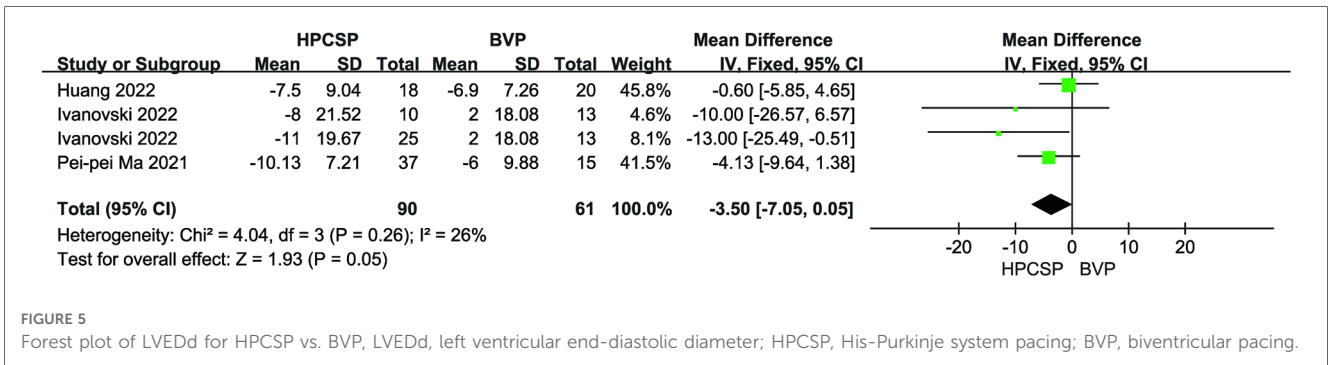 HPCSP BVP Mean Difference Mean Difference
Study or Subgroup Mean SD Total Mean SD Total Weight IV, Fixed, 95% CI IV, Fixed, 95% CI
Huang 2022 -7.5 9.04 18 -6.9 7.26 20 45.8% -0.60 [-5.85, 4.65]
Ivanovski 2022 -8 21.52 10 2 18.08 13 4.6% -10.00 [-26.57, 6.57]
Ivanovski 2022 -11 19.67 25 2 18.08 13 8.1% -13.00 [-25.49, -0.51]
Pei-pei Ma 2021 -10.13 7.21 37 -6 9.88 15 41.5% -4.13 [-9.64, 1.38]
Total (95% CI) 90 61 100.0% -3.50 [-7.05, 0.05]
Heterogeneity: Chi² = 4.04, df = 3 (P = 0.26); I² = 26%
Test for overall effect: Z = 1.93 (P = 0.05)
-20 -10 0 10 20
HPCSP BVP
FIGURE 5
Forest plot of LVEDd for HPCSP vs. BVP, LVEDd, left ventricular end-diastolic diameter; HPCSP, His-Purkinje system pacing; BVP, biventricular pacing.